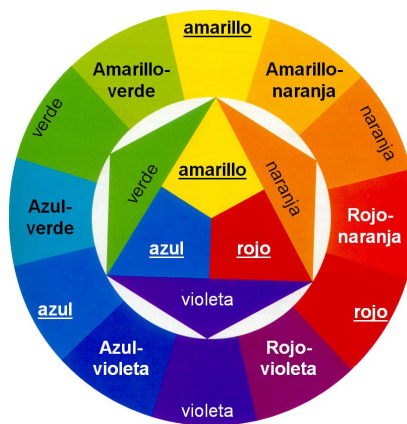 amarillo
Amarillo-
verde
Amarillo-
naranja
verde
naranja
amarillo
verde
naranja
Azul-
verde
Rojo-
naranja
azul
rojo
azul
rojo
violeta
Azul-
violeta
Rojo-
violeta
violeta